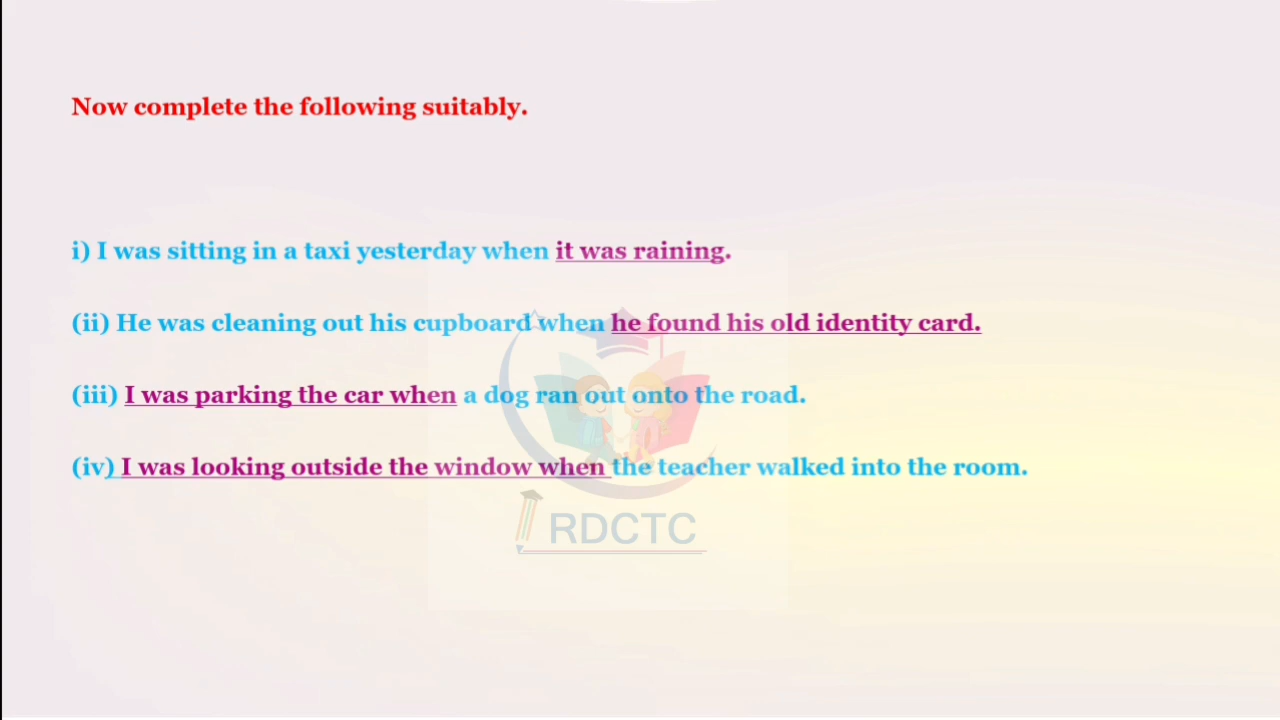 Now complete the following suitably.
i) I was sitting in a taxi yesterday when it was raining.
(ii) He was cleaning out his cupboard when he found his old identity card.
(iii) I was parking the car when a dog ran out onto the road.
(iv) I was looking outside the window when the teacher walked into the room.
RDCTC